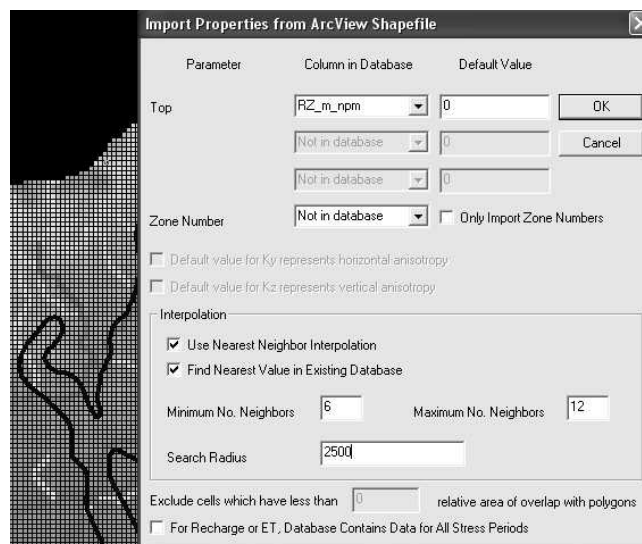 Import Properties from ArcView Shapefile
Parameter Column in Database Default Value
Top RZ_m_npm 0 OK
Not in database 0 Cancel
Not in database 0
Zone Number Not in database Only Import Zone Numbers
Default value for Ky represents horizontal anisotropy
Default value for Kz represents vertical anisotropy
Interpolation
Use Nearest Neighbor Interpolation
Find Nearest Value in Existing Database
Minimum No. Neighbors 6 Maximum No. Neighbors 12
Search Radius 2500
Exclude cells which have less than 0 relative area of overlap with polygons
For Recharge or ET, Database Contains Data for All Stress Periods